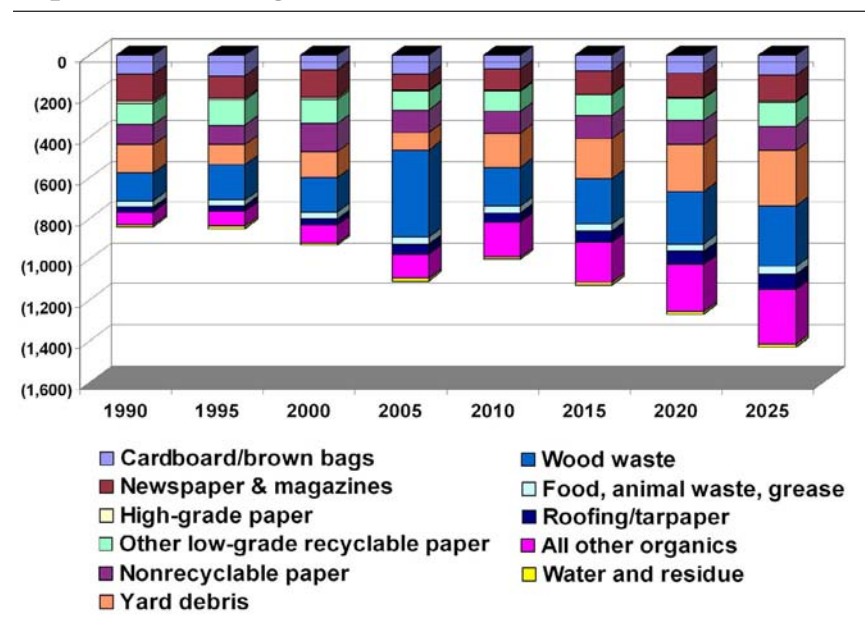 0
(200)
(400)
(600)
(800)
(1,000)
(1,200)
(1,400)
(1,600)
1990 1995 2000 2005 2010 2015 2020 2025
Cardboard/brown bags
Newspaper & magazines
High-grade paper
Other low-grade recyclable paper
Nonrecyclable paper
Yard debris
Wood waste
Food, animal waste, grease
Roofing/tarpaper
All other organics
Water and residue